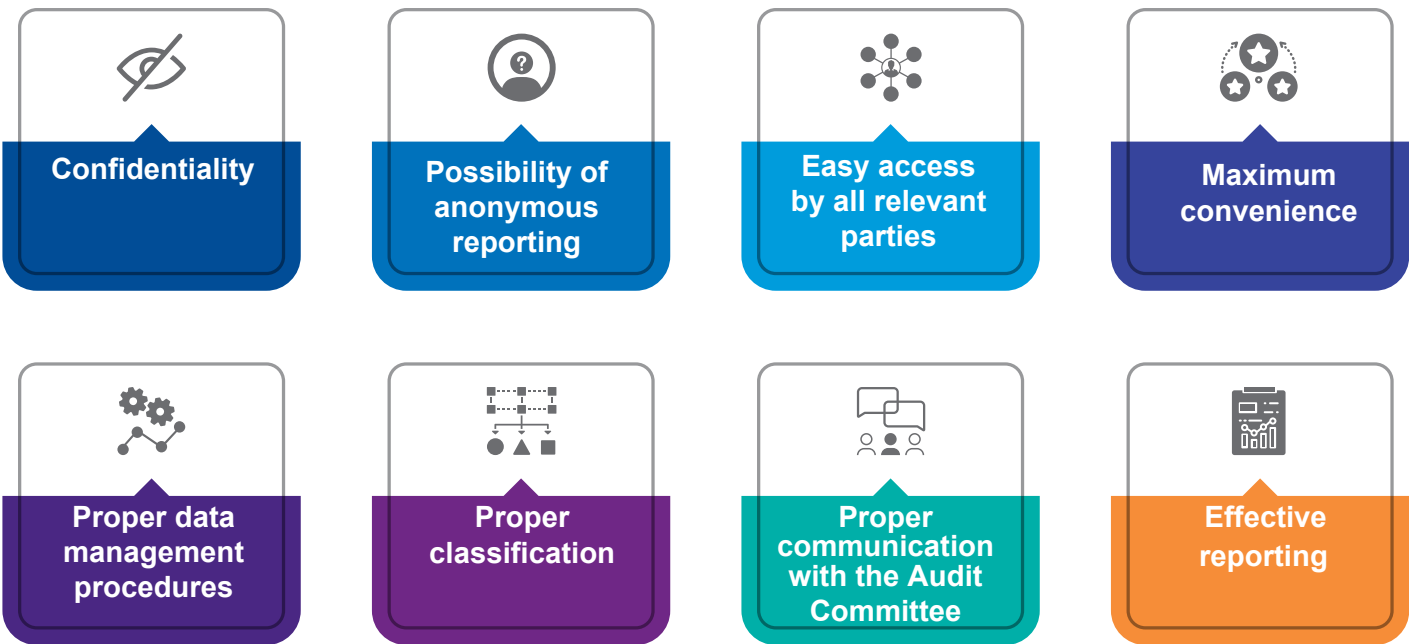 Confidentiality
Possibility of
anonymous
reporting
Easy access
by all relevant
parties
Maximum
convenience
Proper data
management
procedures
Proper
classification
Proper
communication
with the Audit
Committee
Effective
reporting